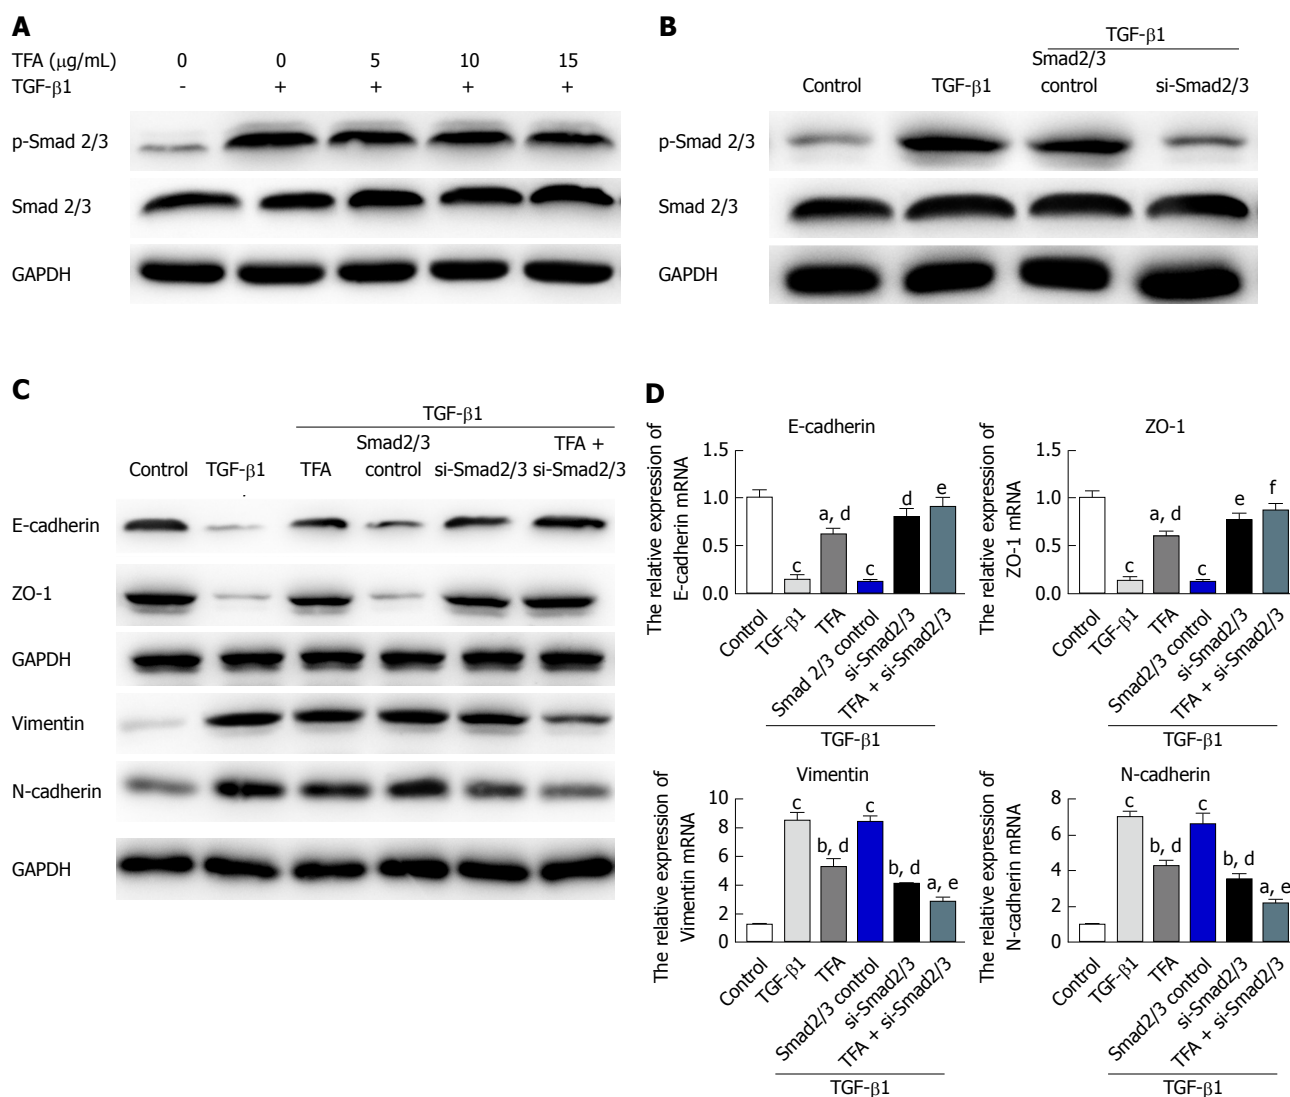 A
TFA (μg/mL) 0 0 5 10 15
TGF-β1 - + + + +
p-Smad 2/3
Smad 2/3
GAPDH
B
TGF-β1
Control TGF-β1 Smad2/3 control si-Smad2/3
p-Smad 2/3
Smad 2/3
GAPDH
C
TGF-β1
Control TGF-β1 TFA Smad2/3 control si-Smad2/3 TFA + si-Smad2/3
E-cadherin
ZO-1
GAPDH
Vimentin
N-cadherin
GAPDH
D
E-cadherin
The relative expression of
E-cadherin mRNA
1.5
1.0
0.5
0.0
c
a, d
c
d
e
Control
TGF-β1
TFA
Smad 2/3 control
si-Smad2/3
TFA + si-Smad2/3
TGF-β1
ZO-1
The relative expression of
ZO-1 mRNA
1.5
1.0
0.5
0.0
c
a, d
c
e
f
Control
TGF-β1
TFA
Smad2/3 control
si-Smad2/3
TFA + si-Smad2/3
TGF-β1
Vimentin
The relative expression of
Vimentin mRNA
10
8
6
4
2
0
c
b, d
c
b, d
a, e
Control
TGF-β1
TFA
Smad2/3 control
si-Smad2/3
TFA + si-Smad2/3
TGF-β1
N-cadherin
The relative expression of
N-cadherin mRNA
8
6
4
2
0
c
b, d
c
b, d
a, e
Control
TGF-β1
TFA
Smad2/3 control
si-Smad2/3
TFA + si-Smad2/3
TGF-β1